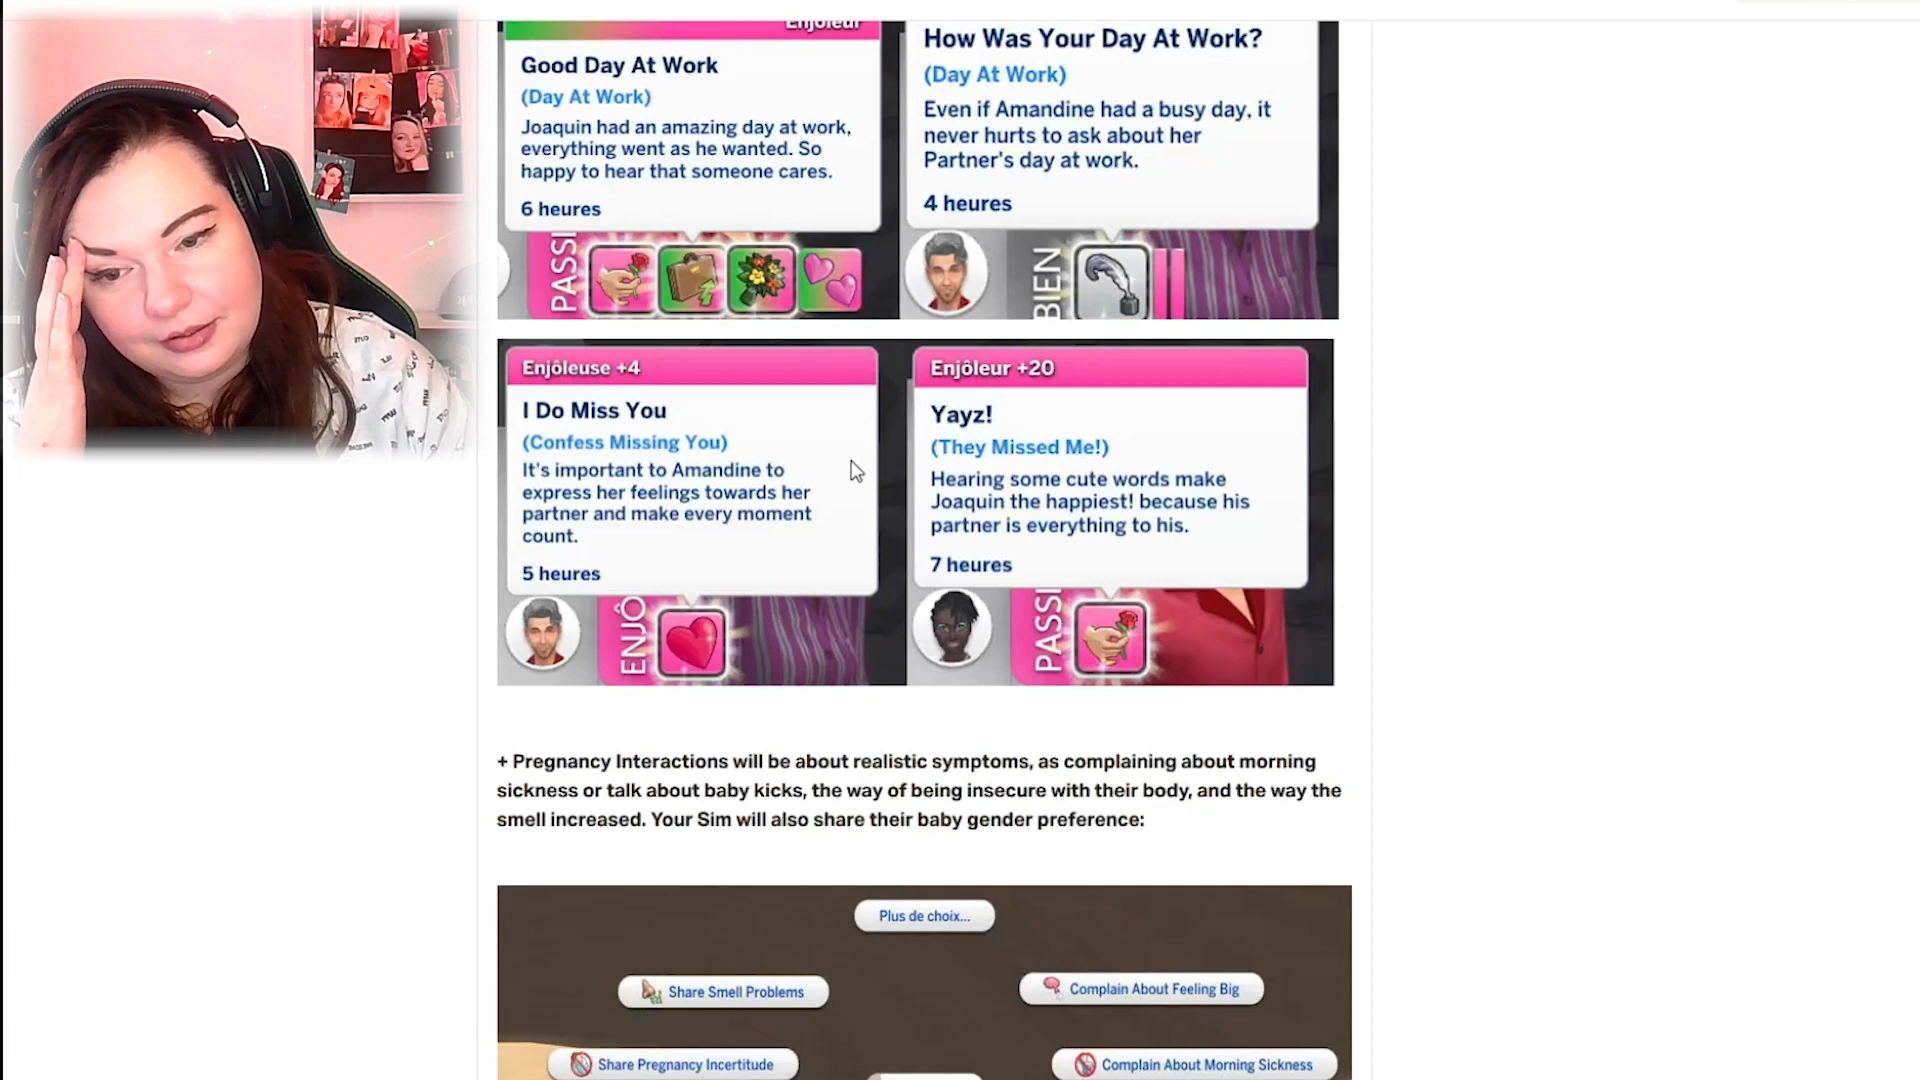 Enjôleur
Good Day At Work
(Day At Work)
Joaquin had an amazing day at work,
everything went as he wanted. So
happy to hear that someone cares.
6 heures
PASSI
How Was Your Day At Work?
(Day At Work)
Even if Amandine had a busy day, it
never hurts to ask about her
Partner's day at work.
4 heures
BIEN
Enjôleuse +4
I Do Miss You
(Confess Missing You)
It's important to Amandine to
express her feelings towards her
partner and make every moment
count.
5 heures
ENJÔ
Enjôleur +20
Yayz!
(They Missed Me!)
Hearing some cute words make
Joaquin the happiest! because his
partner is everything to his.
7 heures
PASSI
+ Pregnancy Interactions will be about realistic symptoms, as complaining about morning
sickness or talk about baby kicks, the way of being insecure with their body, and the way the
smell increased. Your Sim will also share their baby gender preference:
Plus de choix...
Share Smell Problems
Complain About Feeling Big
Share Pregnancy Incertitude
Complain About Morning Sickness